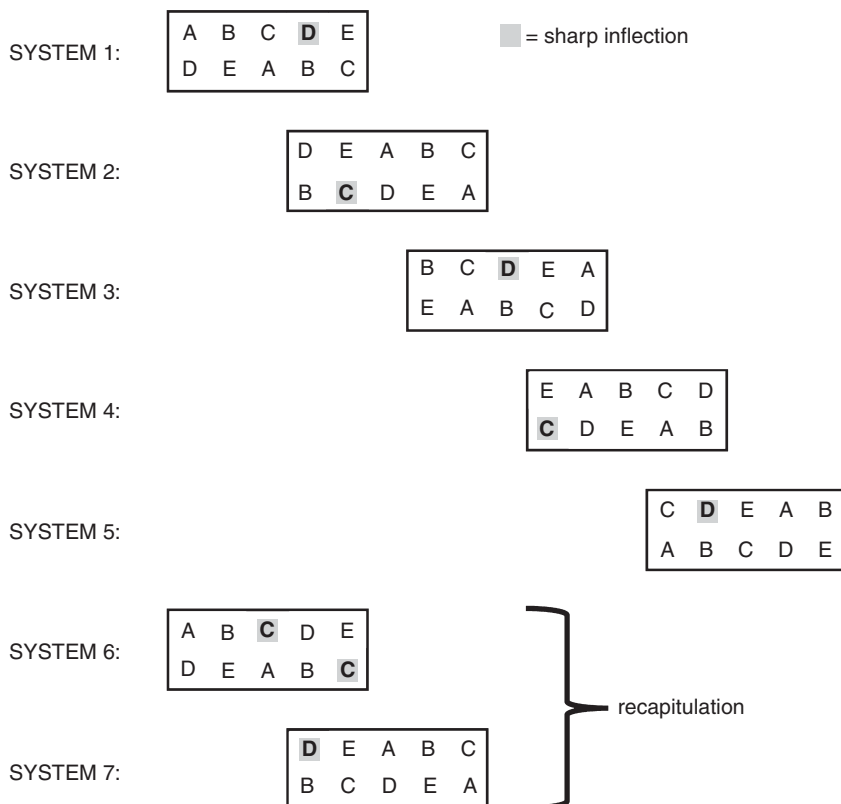 A B C D E = sharp inflection
SYSTEM 1:
D E A B C
D E A B C
SYSTEM 2:
B C D E A
B C D E A
SYSTEM 3:
E A B C D
E A B C D
SYSTEM 4:
C D E A B
C D E A B
SYSTEM 5:
A B C D E
A B C D E
SYSTEM 6:
D E A B C
recapitulation
D E A B C
SYSTEM 7:
B C D E A